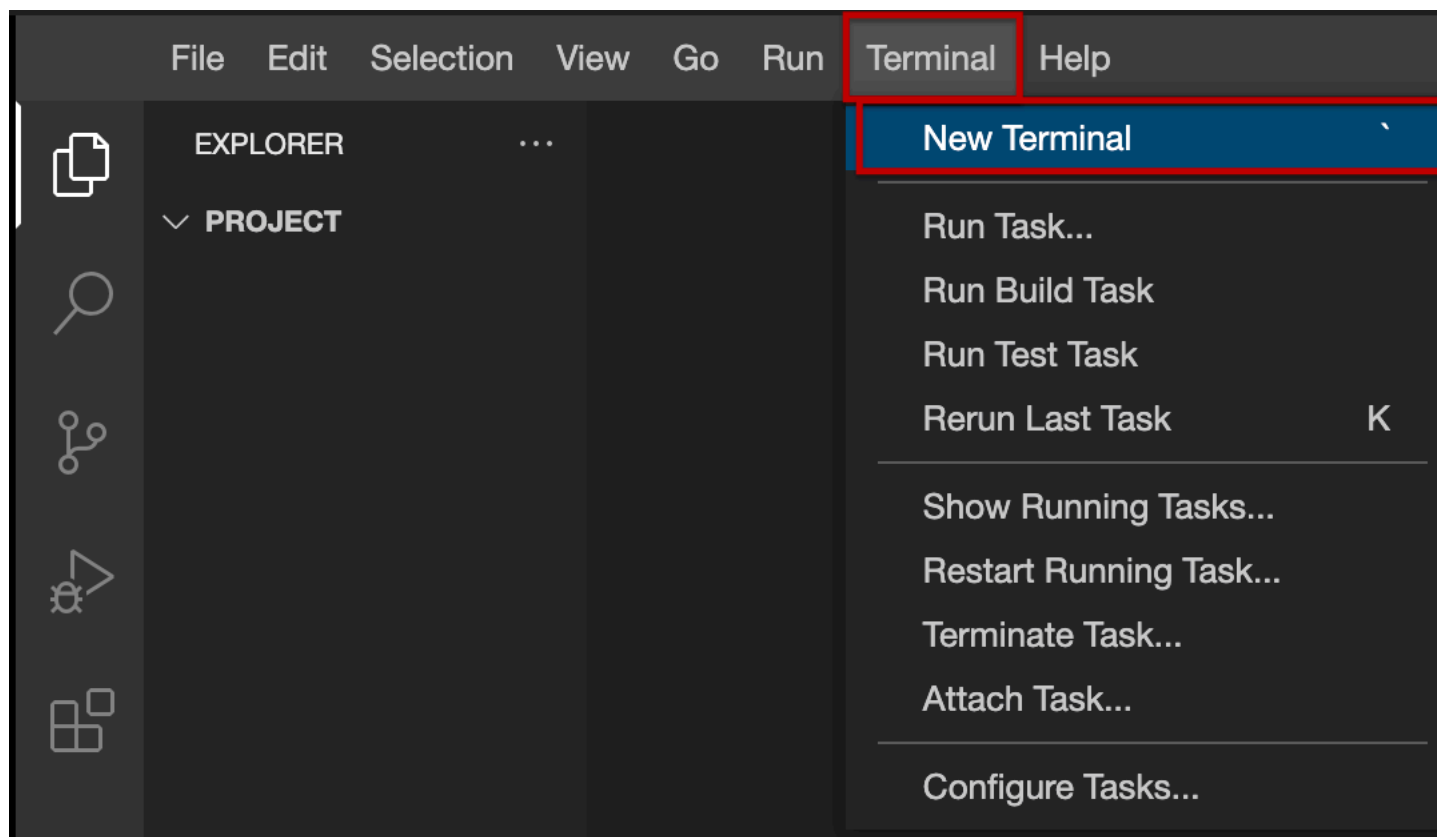 File Edit Selection View Go Run Terminal Help
EXPLORER ...
PROJECT
New Terminal `
Run Task...
Run Build Task
Run Test Task
Rerun Last Task K
Show Running Tasks...
Restart Running Task...
Terminate Task...
Attach Task...
Configure Tasks...